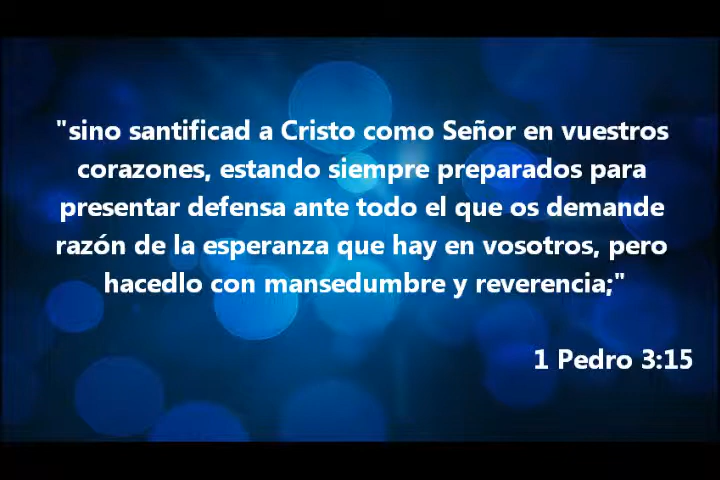 "sino santificad a Cristo como Señor en vuestros
corazones, estando siempre preparados para
presentar defensa ante todo el que os demande
razón de la esperanza que hay en vosotros, pero
hacedlo con mansedumbre y reverencia;"
1 Pedro 3:15